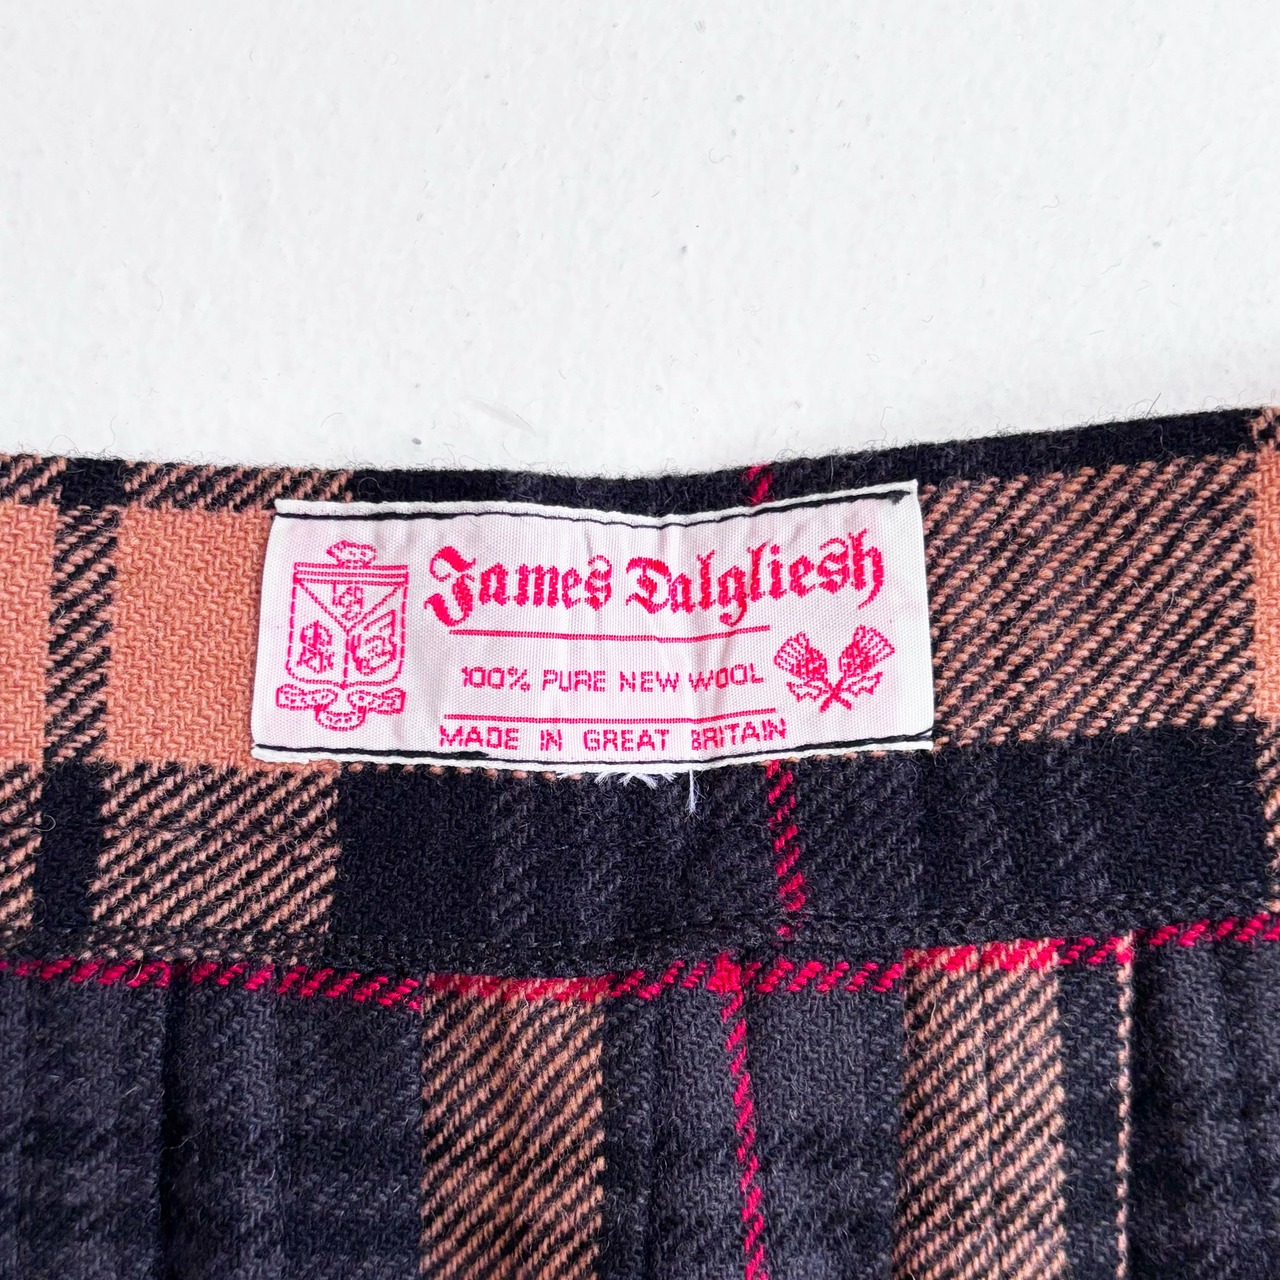 James Dalgliesh
100% PURE NEW WOOL
MADE IN GREAT BRITAIN